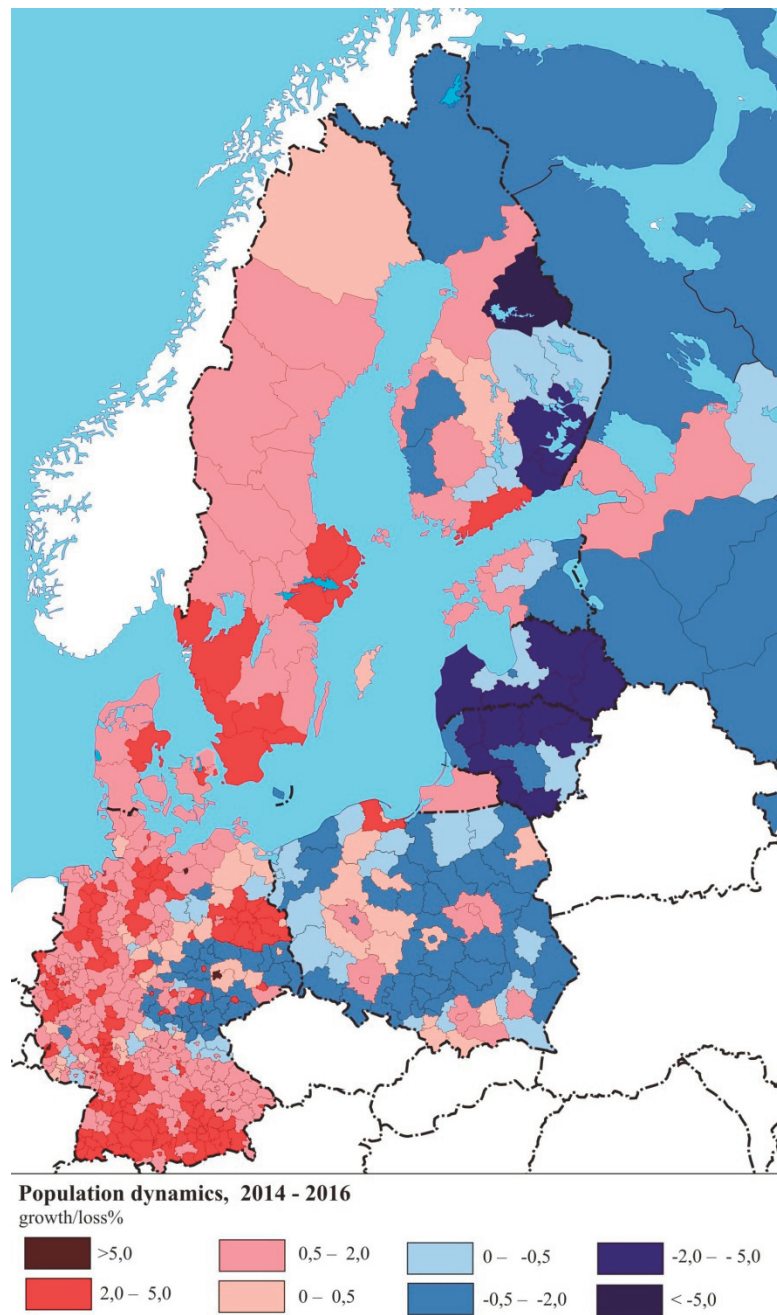 Population dynamics, 2014 - 2016
growth/loss%
>5,0
0,5 – 2,0
0 – -0,5
-2,0 – - 5,0
2,0 – 5,0
0 – 0,5
-0,5 – -2,0
< -5,0